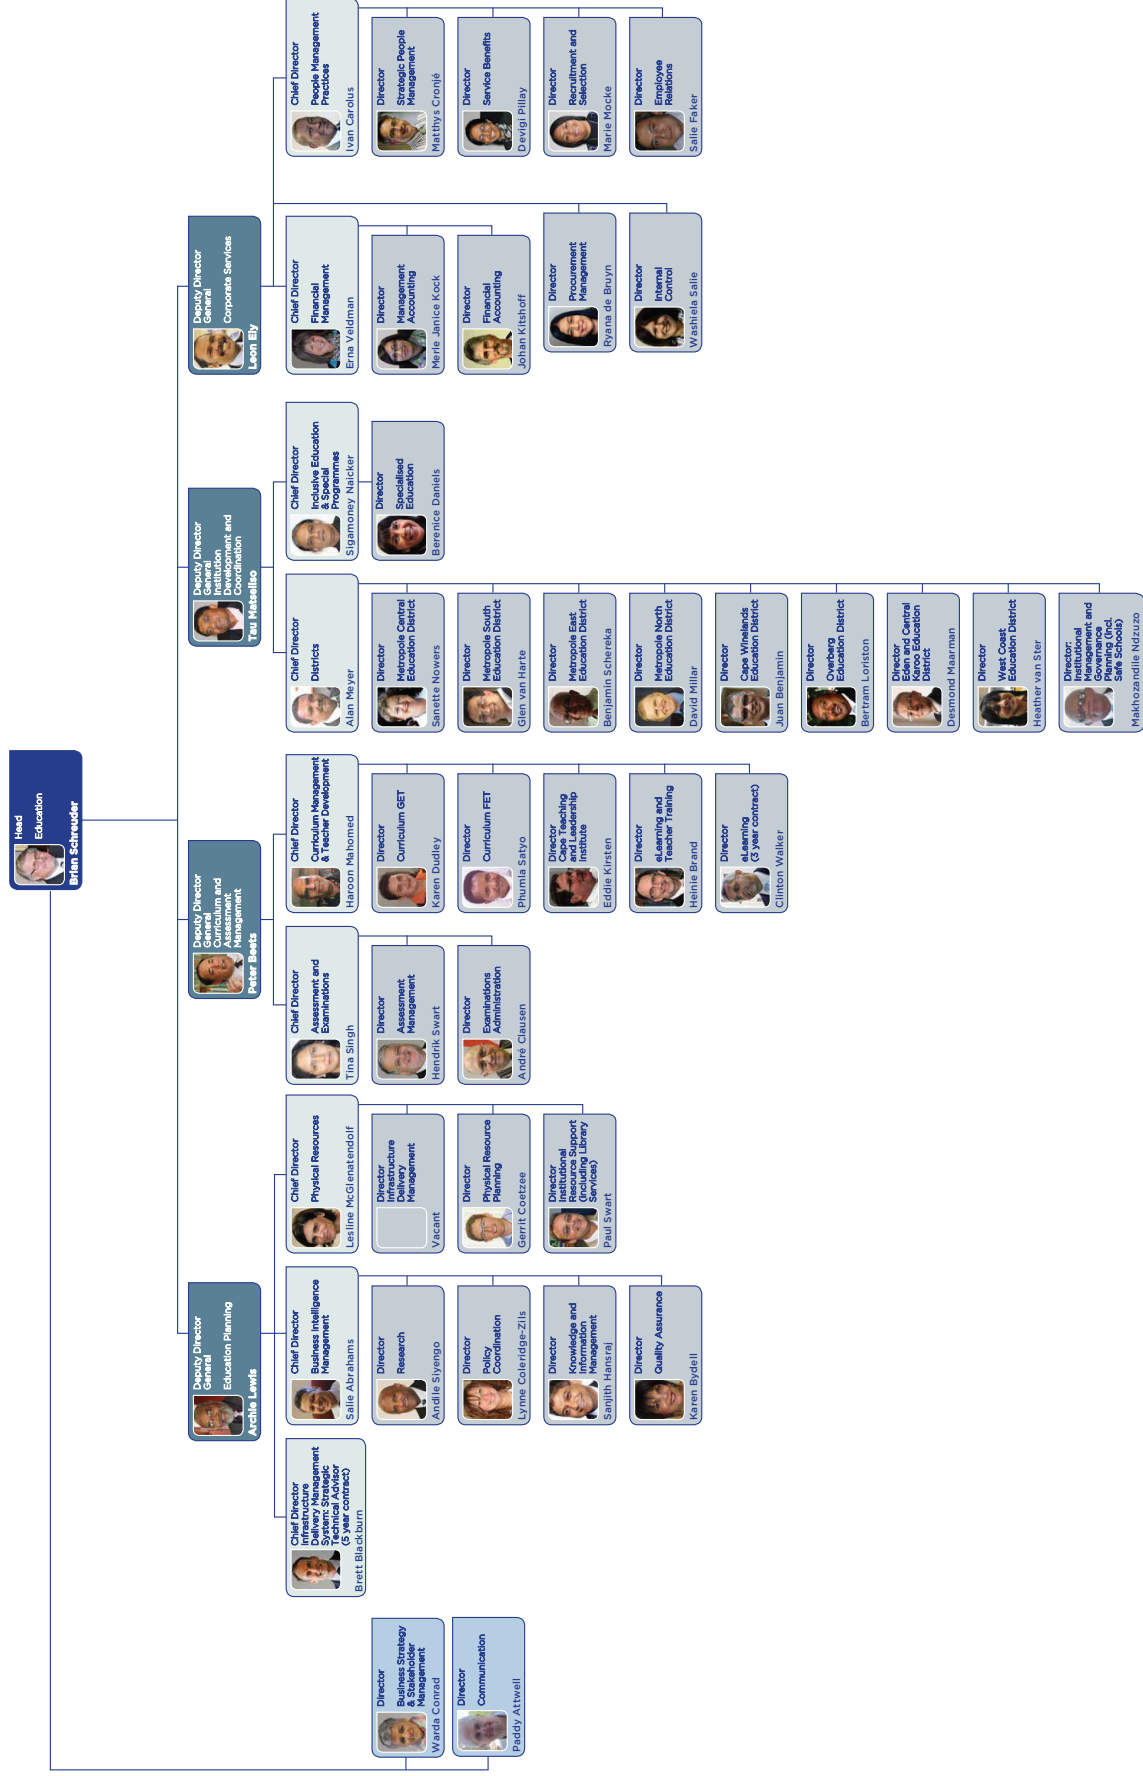 Head
Education
Brian Schreuder
Director
Business Strategy
& Stakeholder
Management
Warda Conrad
Director
Communication
Paddy Attwell
Deputy Director
General
Education Planning
Archie Lewis
Chief Director
Infrastructure
Delivery Management
System: Strategic
Technical Advisor
(5 year contract)
Brett Blackburn
Chief Director
Business Intelligence
Management
Salie Abrahams
Director
Research
Andile Siyengo
Director
Policy
Coordination
Lynne Coleridge-Zils
Director
Knowledge and
Information
Management
Sanjith Hansraj
Director
Quality Assurance
Karen Bydell
Chief Director
Physical Resources
Lesline McGlenatendolf
Director
Infrastructure
Delivery
Management
Vacant
Director
Physical Resource
Planning
Gerrit Coetzee
Director
Institutional
Resource Support
(including Library
Services)
Paul Swart
Deputy Director
General
Curriculum and
Assessment
Management
Peter Beets
Chief Director
Assessment and
Examinations
Tina Singh
Director
Assessment
Management
Hendrik Swart
Director
Examinations
Administration
André Clausen
Chief Director
Curriculum Management
& Teacher Development
Haroon Mahomed
Director
Curriculum GET
Karen Dudley
Director
Curriculum FET
Phumla Satyo
Director
Cape Teaching
and Leadership
Institute
Eddie Kirsten
Director
eLearning and
Teacher Training
Heinie Brand
Director
eLearning
(3 year contract)
Clinton Walker
Deputy Director
General
Institution
Development and
Coordination
Tau Matseliso
Chief Director
Districts
Alan Meyer
Director
Metropole Central
Education District
Sanette Nowers
Director
Metropole South
Education District
Glen van Harte
Director
Metropole East
Education District
Benjamin Schereka
Director
Metropole North
Education District
David Millar
Director
Cape Winelands
Education District
Juan Benjamin
Director
Overberg
Education District
Bertram Loriston
Director
Eden and Central
Karoo Education
District
Desmond Maarman
Director
West Coast
Education District
Heather van Ster
Director:
Institutional
Management and
Governance
Planning (incl.
Safe Schools)
Makhozandile Ndzuzo
Chief Director
Inclusive Education
& Special
Programmes
Sigamoney Naicker
Director
Specialised
Education
Berenice Daniels
Deputy Director
General
Corporate Services
Leon Ely
Chief Director
Financial
Management
Erna Veldman
Director
Management
Accounting
Merle Janice Kock
Director
Financial
Accounting
Johan Kitshoff
Director
Procurement
Management
Ryana de Bruyn
Director
Internal
Control
Washiela Salie
Chief Director
People Management
Practices
Ivan Carolus
Director
Strategic People
Management
Matthys Cronjé
Director
Service Benefits
Devigi Pillay
Director
Recruitment and
Selection
Marie Mocke
Director
Employee
Relations
Salie Faker